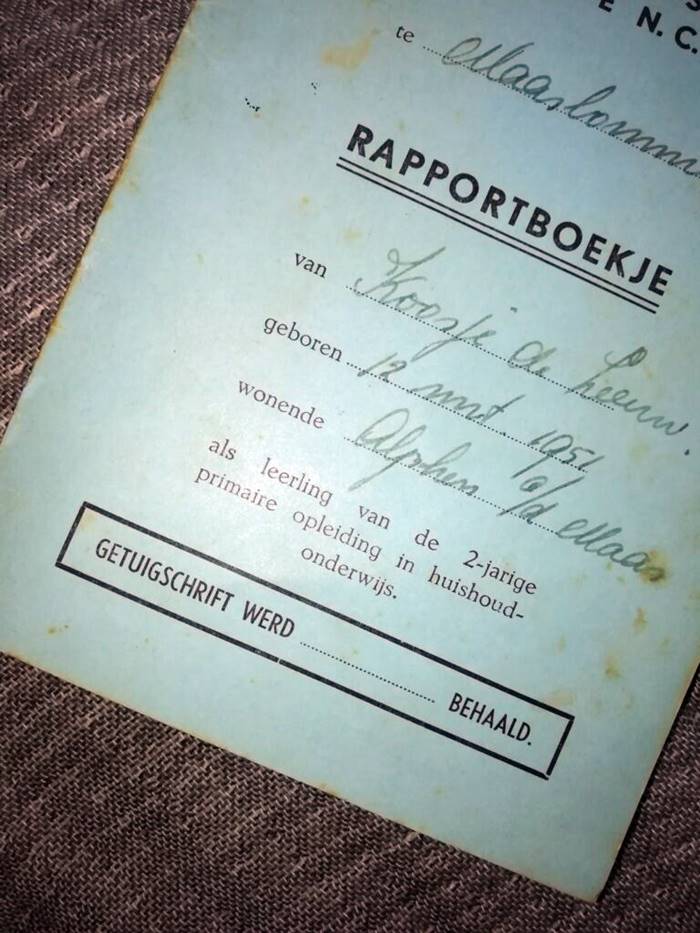 E N.C.
te Maasbomm
RAPPORTBOEKJE
van Koosje de Leeuw.
geboren 12 mrt. 1951
wonende Alphen a/d Maas
als leerling van de 2-jarige
primaire opleiding in huishoud-
onderwijs.
GETUIGSCHRIFT WERD BEHAALD.